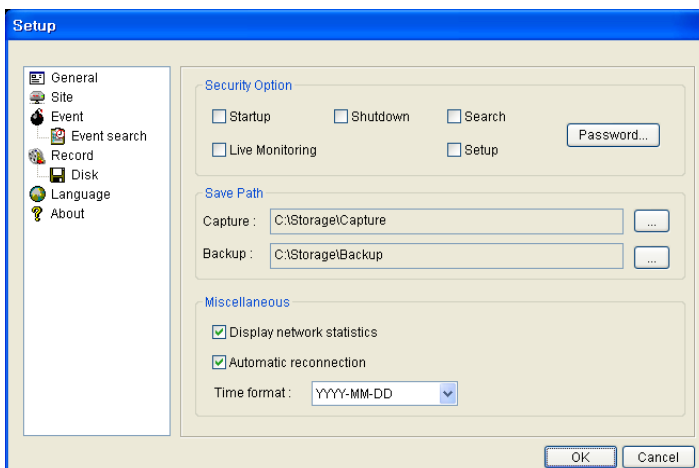 Setup
General
Site
Event
Event search
Record
Disk
Language
About
Security Option
Startup
Shutdown
Search
Live Monitoring
Setup
Password...
Save Path
Capture : C:\Storage\Capture ...
Backup : C:\Storage\Backup ...
Miscellaneous
Display network statistics
Automatic reconnection
Time format : YYYY-MM-DD
OK
Cancel